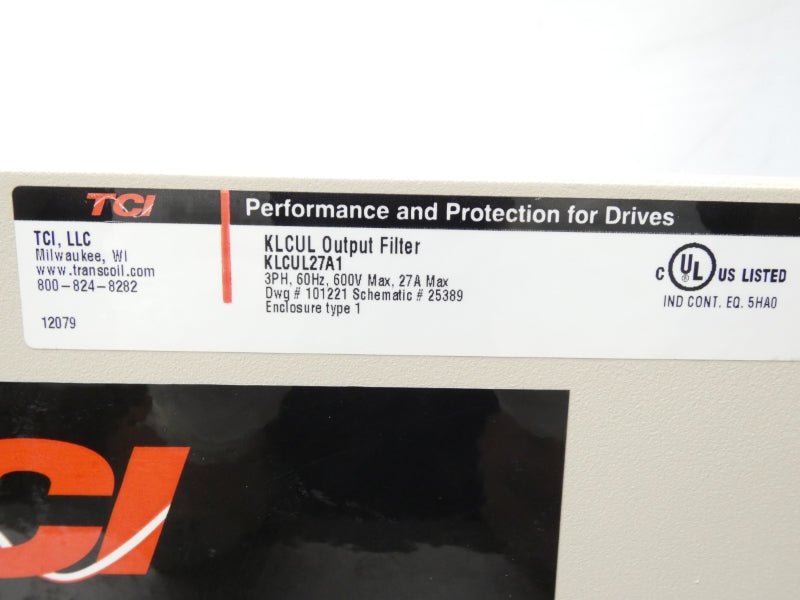 TCI
Performance and Protection for Drives
TCI, LLC
Milwaukee, WI
www.transcoil.com
800-824-8282
12079
KLCUL Output Filter
KLCUL27A1
3PH, 60Hz, 600V Max, 27A Max
Dwg # 101221 Schematic # 25389
Enclosure type 1
C UL ® US LISTED
IND CONT. EQ. 5HA0
TCI